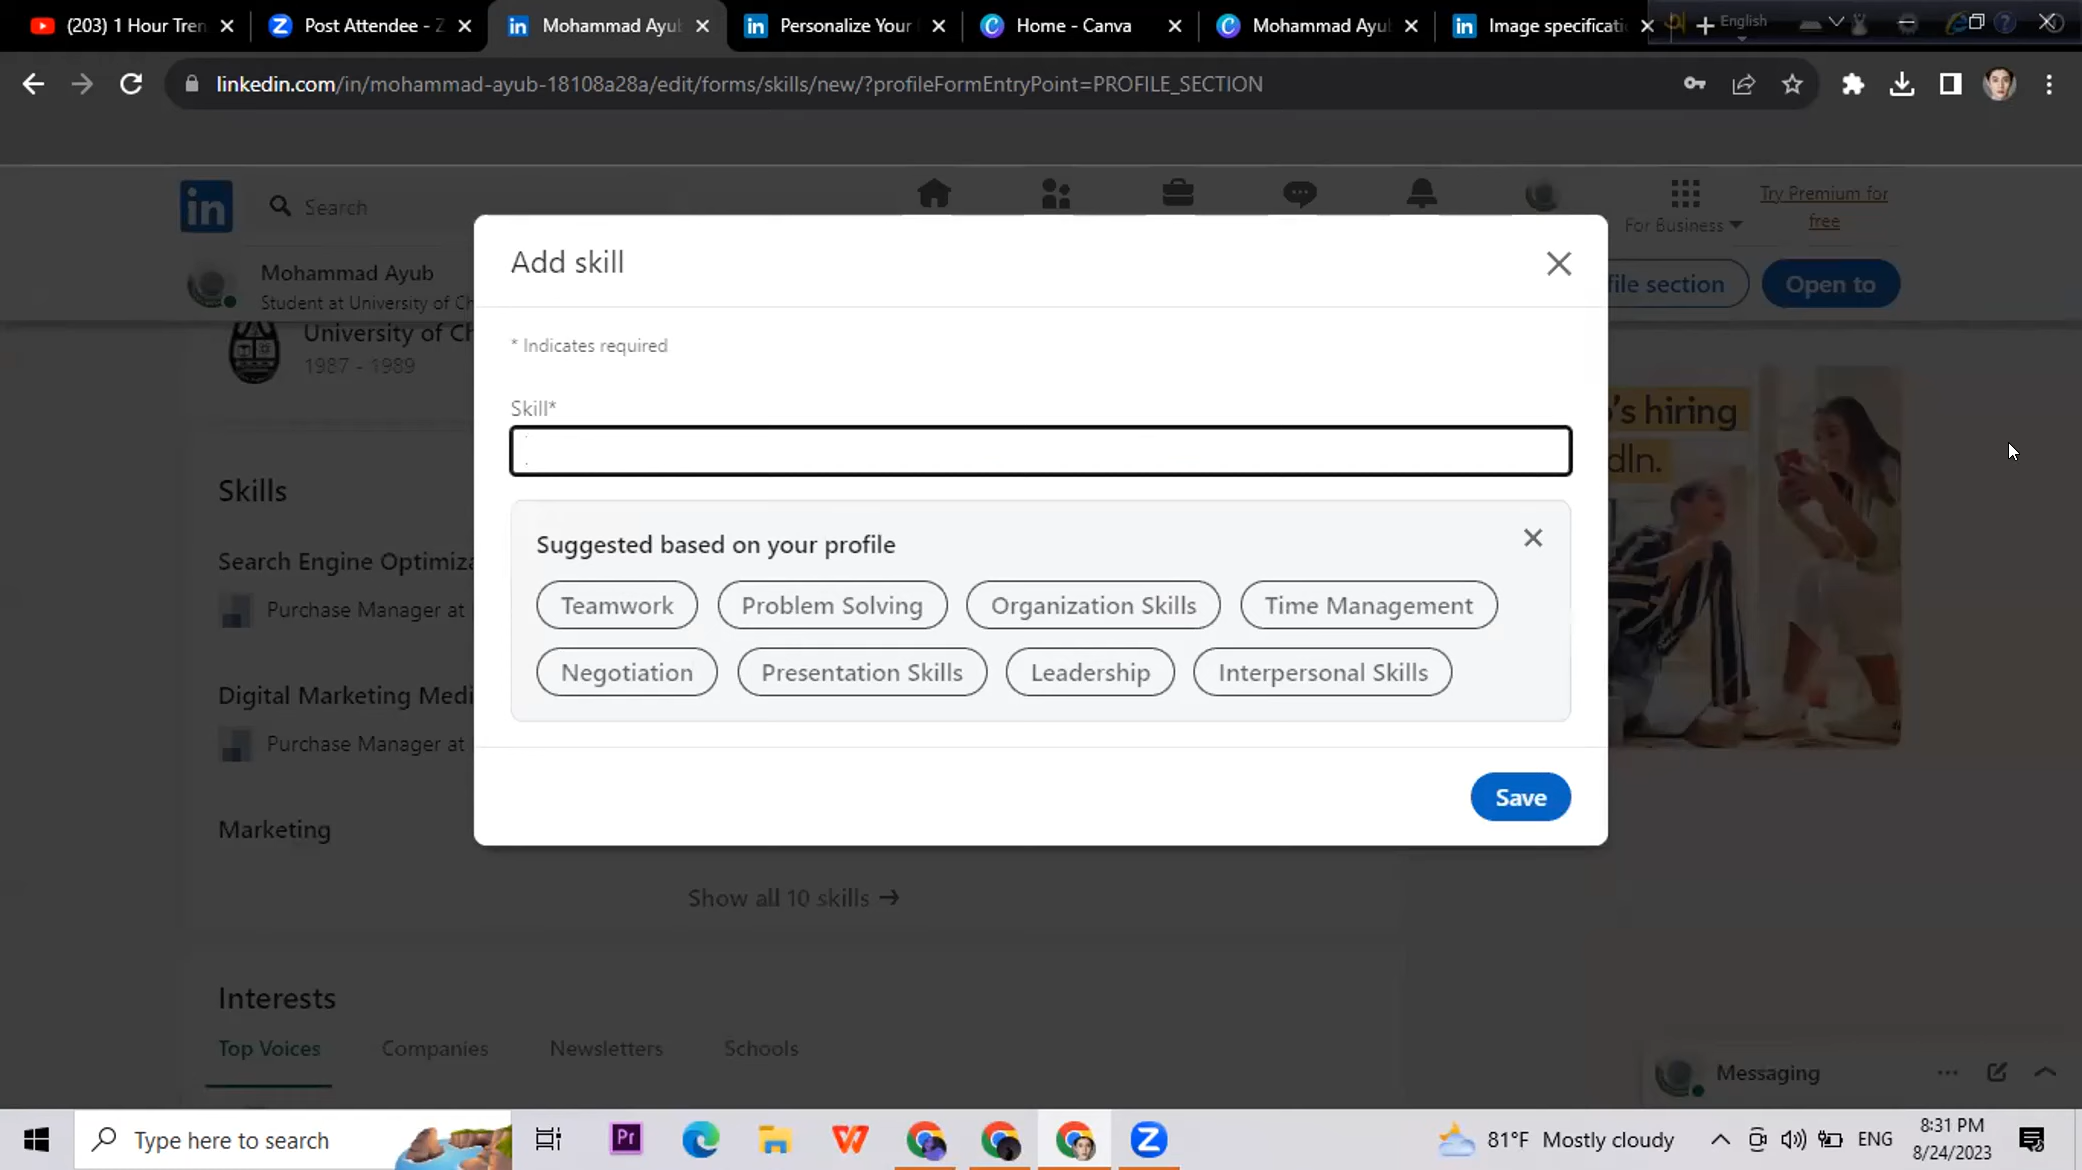 (203) 1 Hour Tren
Post Attendee - Z
Mohammad Ayub
Personalize Your
Home - Canva
Mohammad Ayu
Image specificati
English
linkedin.com/in/mohammad-ayub-18108a28a/edit/forms/skills/new/?profileFormEntryPoint=PROFILE_SECTION
in
Search
For Business
Try Premium for
free
Mohammad Ayub
Student at University of Ch
file section
Open to
University of Ch
1987 - 1989
Add skill
* Indicates required
Skill*
Suggested based on your profile
Teamwork
Problem Solving
Organization Skills
Time Management
Negotiation
Presentation Skills
Leadership
Interpersonal Skills
Save
's hiring
dIn.
Skills
Search Engine Optimiza
Purchase Manager at
Digital Marketing Medi
Purchase Manager at
Marketing
Show all 10 skills →
Interests
Top Voices
Companies
Newsletters
Schools
Messaging
Type here to search
Pr
81°F Mostly cloudy
ENG
8:31 PM
8/24/2023